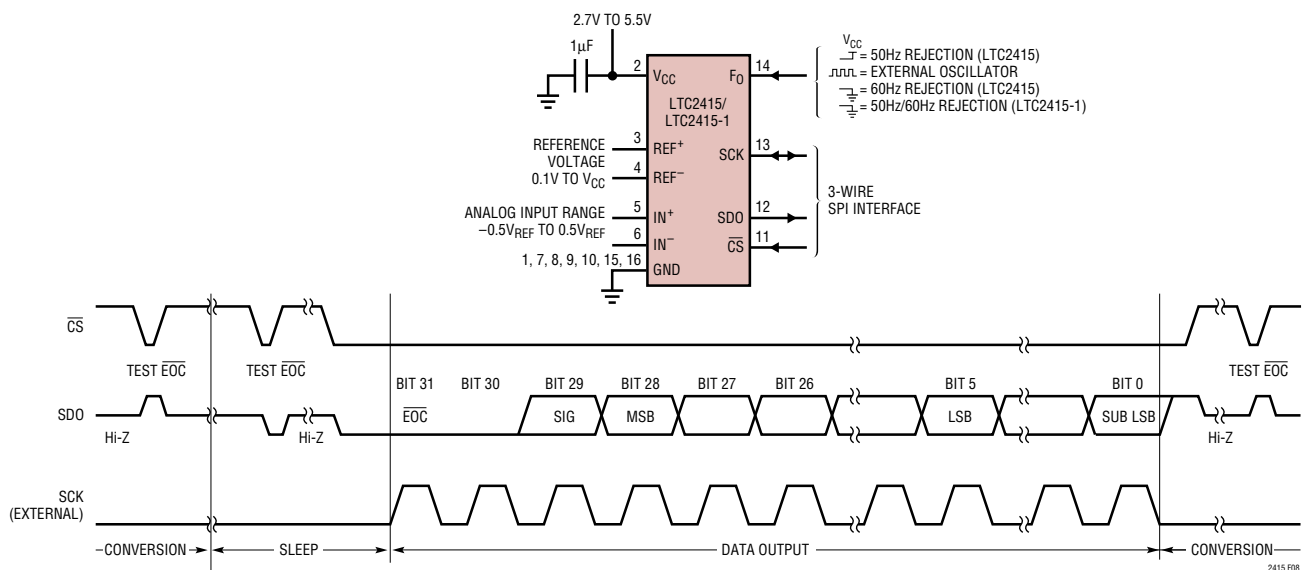 2.7V TO 5.5V
1µF
2
VCC
FO
14
LTC2415/
LTC2415-1
VCC
= 50Hz REJECTION (LTC2415)
= EXTERNAL OSCILLATOR
= 60Hz REJECTION (LTC2415)
= 50Hz/60Hz REJECTION (LTC2415-1)
REFERENCE
VOLTAGE
0.1V TO VCC
3
REF+
4
REF–
SCK
13
ANALOG INPUT RANGE
–0.5VREF TO 0.5VREF
5
IN+
6
IN–
SDO
12
CS
11
3-WIRE
SPI INTERFACE
1, 7, 8, 9, 10, 15, 16
GND
CS
TEST EOC
TEST EOC
TEST EOC
BIT 31
BIT 30
BIT 29
BIT 28
BIT 27
BIT 26
BIT 5
BIT 0
SDO
EOC
SIG
MSB
LSB
SUB LSB
Hi-Z
Hi-Z
Hi-Z
SCK
(EXTERNAL)
CONVERSION
SLEEP
DATA OUTPUT
CONVERSION
2415 F08